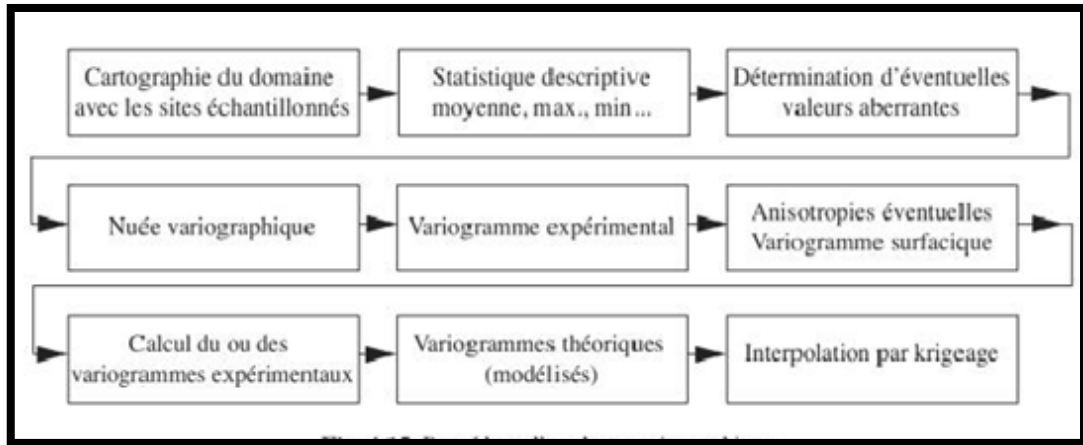 Cartographie du domaine
avec les sites échantillonnés
Statistique descriptive
moyenne, max., min ...
Détermination d'éventuelles
valeurs aberrantes
Nuée variographique
Variogramme expérimental
Anisotropies éventuelles
Variogramme surfacique
Calcul du ou des
variogrammes expérimentaux
Variogrammes théoriques
(modélisés)
Interpolation par krigeage